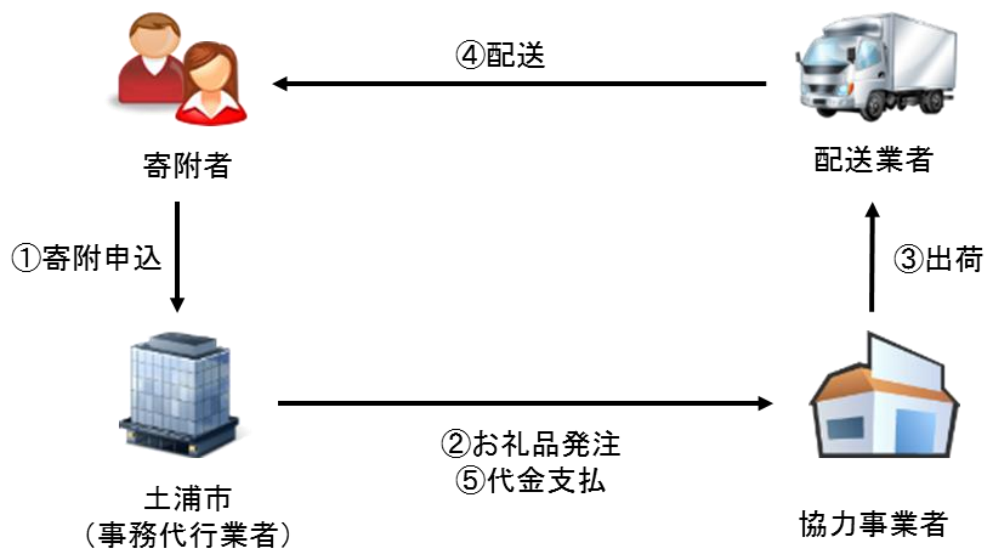 ④配送
寄附者
配送業者
①寄附申込
③出荷
②お礼品発注
⑤代金支払
土浦市
（事務代行業者）
協力事業者